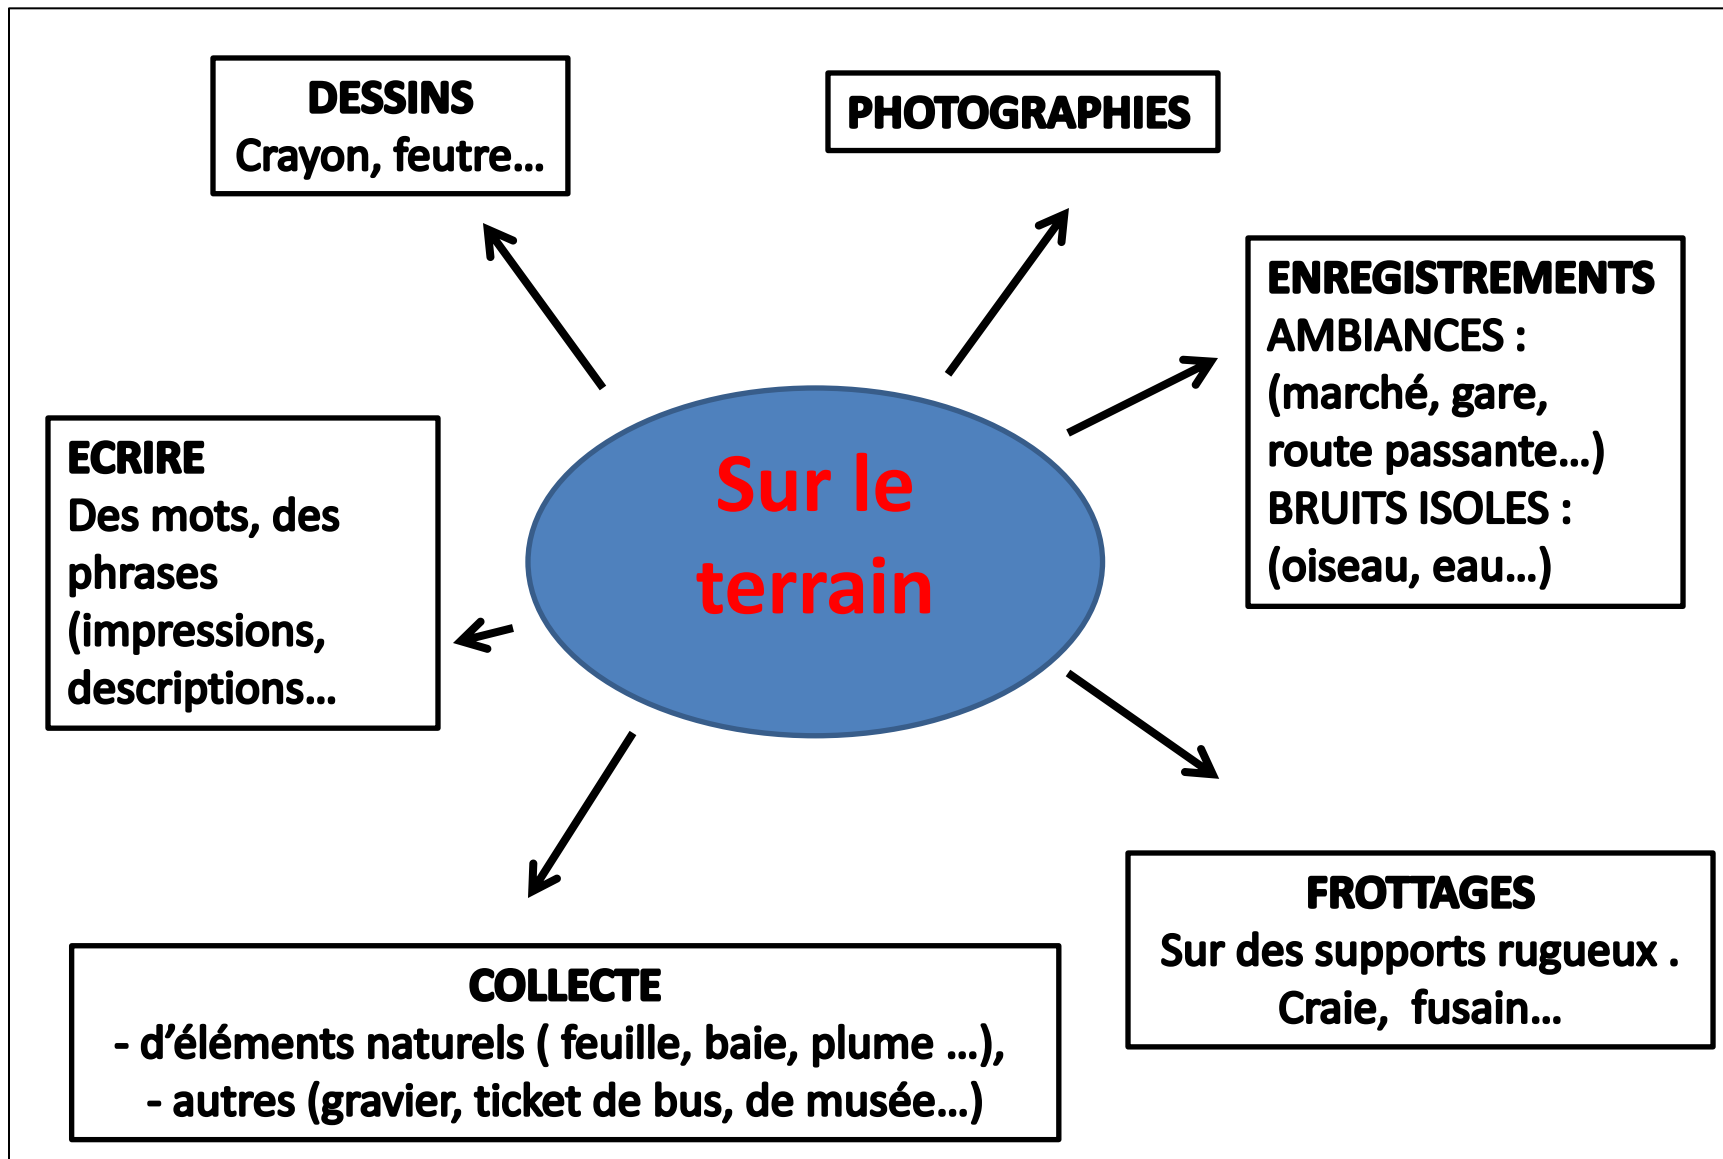 DESSINS
Crayon, feutre...
PHOTOGRAPHIES
ENREGISTREMENTS
AMBIANCES :
(marché, gare,
route passante...)
BRUITS ISOLES :
(oiseau, eau...)
Sur le
terrain
ECRIRE
Des mots, des
phrases
(impressions,
descriptions...
FROTTAGES
Sur des supports rugueux .
Craie,  fusain...
COLLECTE
- d’éléments naturels ( feuille, baie, plume ...),
- autres (gravier, ticket de bus, de musée...)